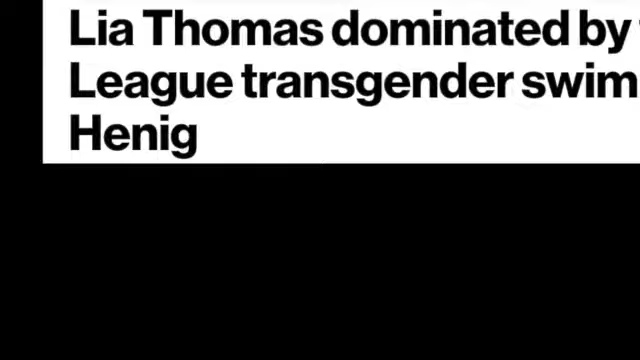 Lia Thomas dominated by
League transgender swim
Henig